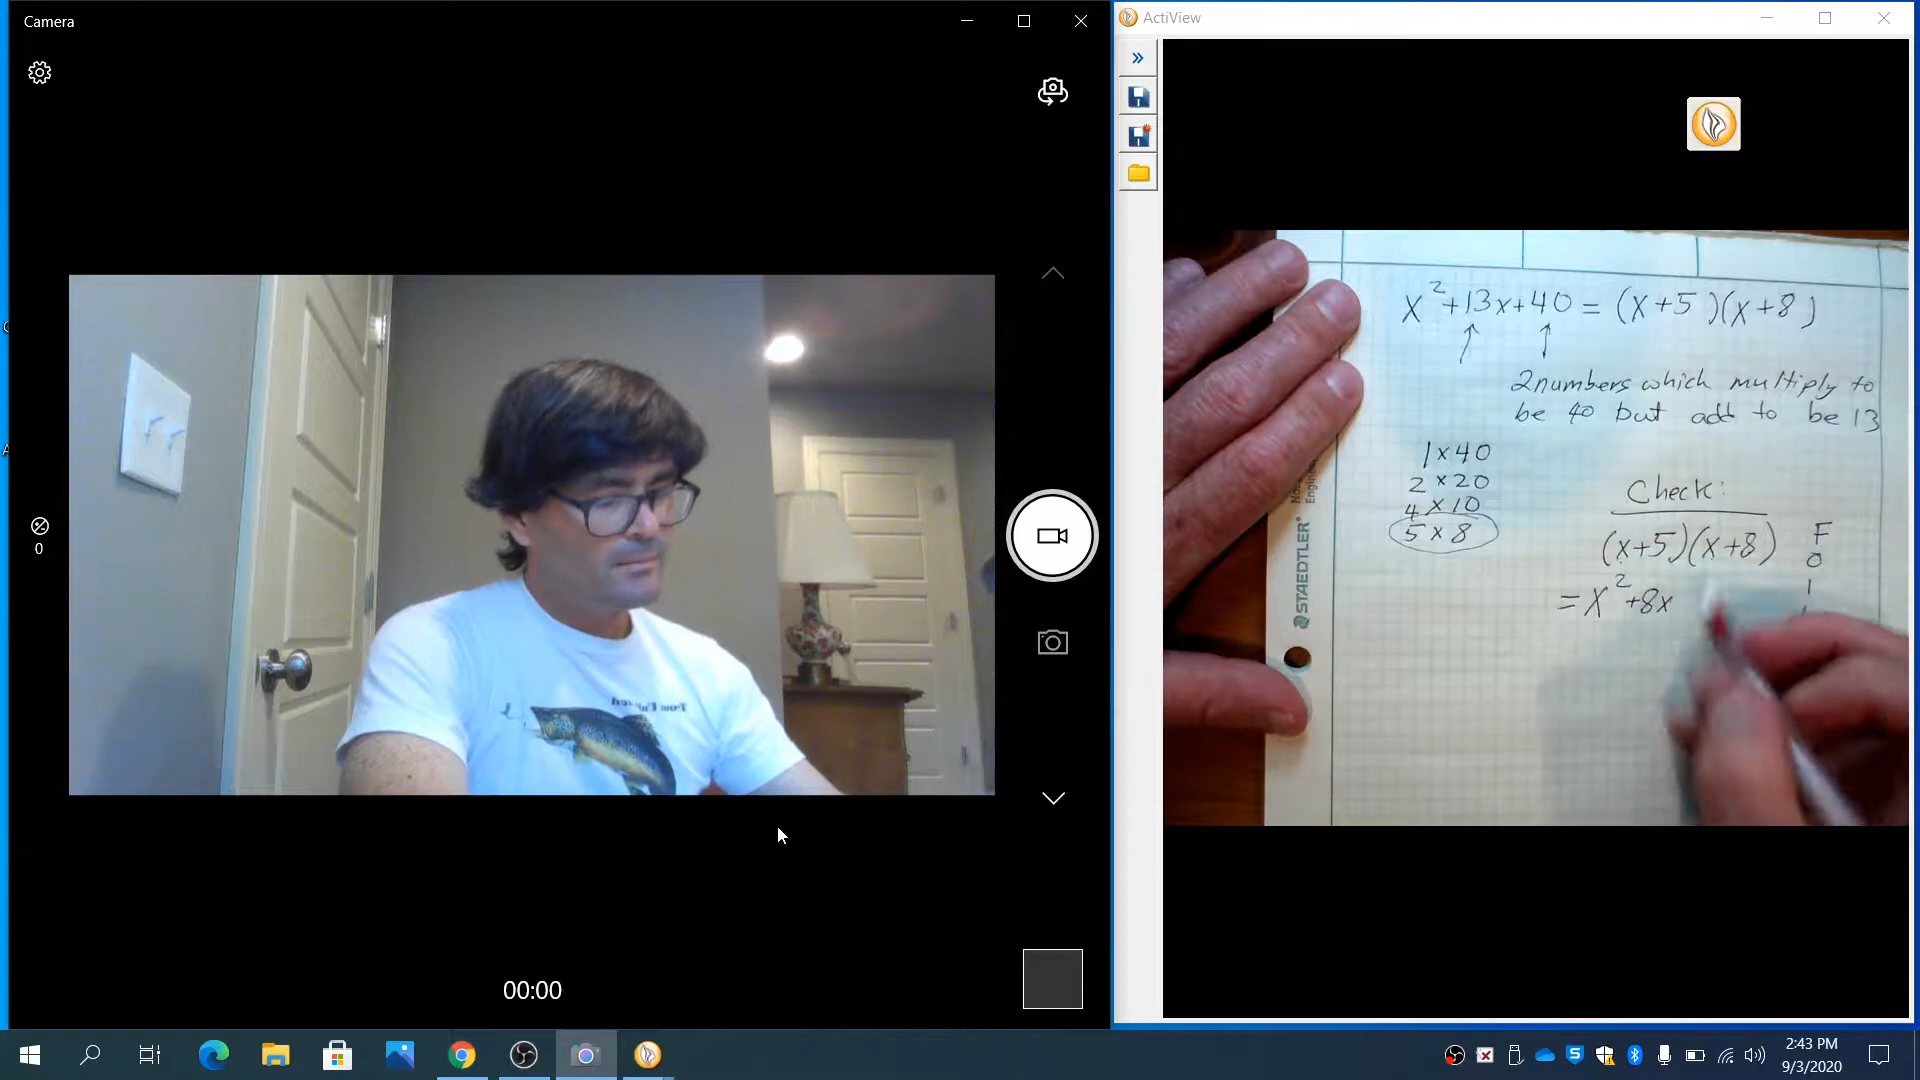 Camera
ActiView
0
x² + 13x + 40 = (x+5)(x+8)
2 numbers which multiply to
be 40 but add to be 13
1 x 40
2 x 20
4 x 10
5 x 8
Check:
(x+5)(x+8)
= x² + 8x
F
O
I
STAEDTLER®
00:00
2:43 PM
9/3/2020